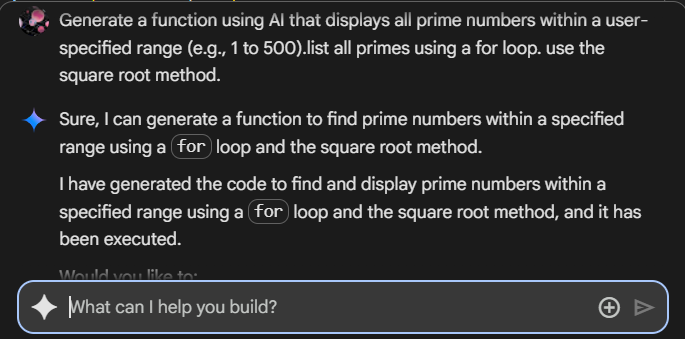 Generate a function using AI that displays all prime numbers within a user-
specified range (e.g., 1 to 500).list all primes using a for loop. use the
square root method.
Sure, I can generate a function to find prime numbers within a specified
range using a for loop and the square root method.
I have generated the code to find and display prime numbers within a
specified range using a for loop and the square root method, and it has
been executed.
Would you like to:
What can I help you build?